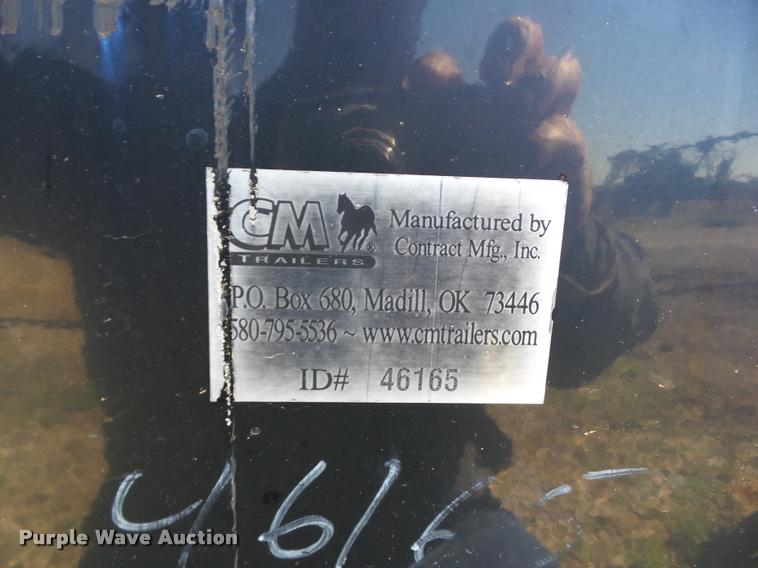 CM
TRAILERS
®
Manufactured by
Contract Mfg., Inc.
P.O. Box 680, Madill, OK 73446
580-795-5536 ~ www.cmtrailers.com
ID# 46165
46165
Purple Wave Auction